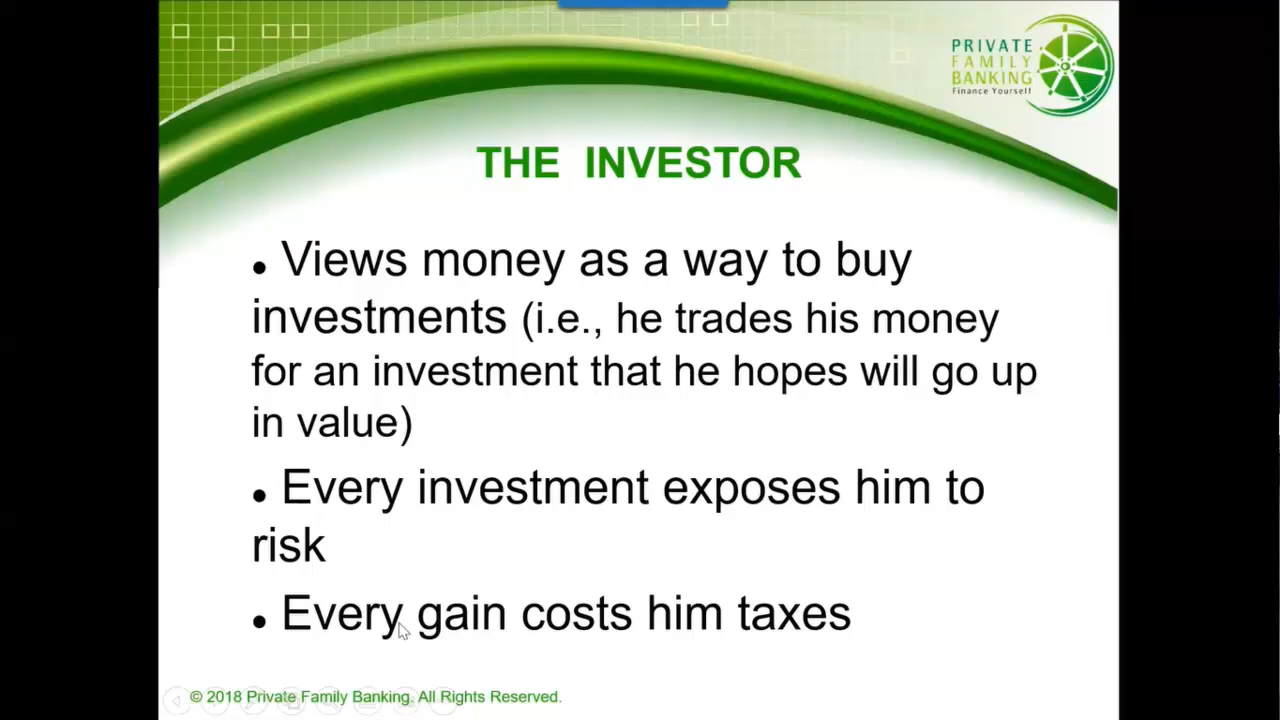 PRIVATE
FAMILY
BANKING
Finance Yourself
THE INVESTOR
• Views money as a way to buy
investments (i.e., he trades his money
for an investment that he hopes will go up
in value)
• Every investment exposes him to
risk
• Every gain costs him taxes
© 2018 Private Family Banking. All Rights Reserved.